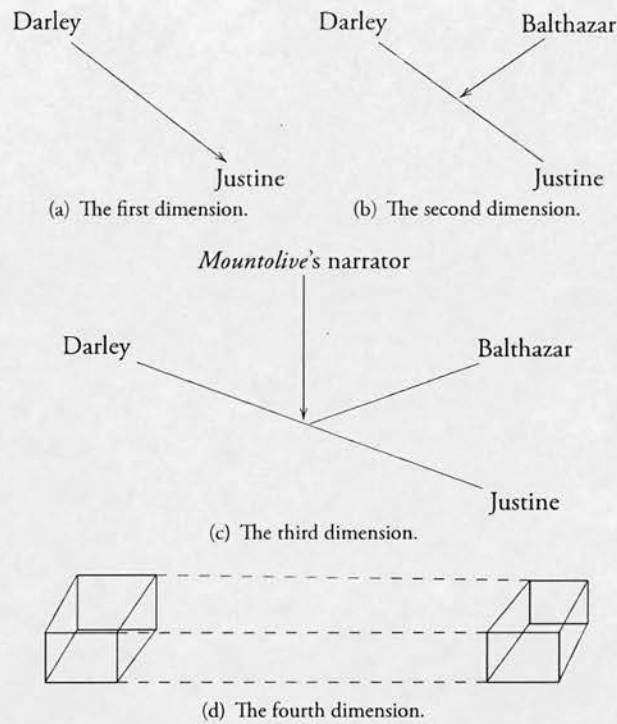 Darley Balthazar
Justine Justine
(a) The first dimension. (b) The second dimension.
Mountolive's narrator
Darley Balthazar
Justine
(c) The third dimension.
(d) The fourth dimension.